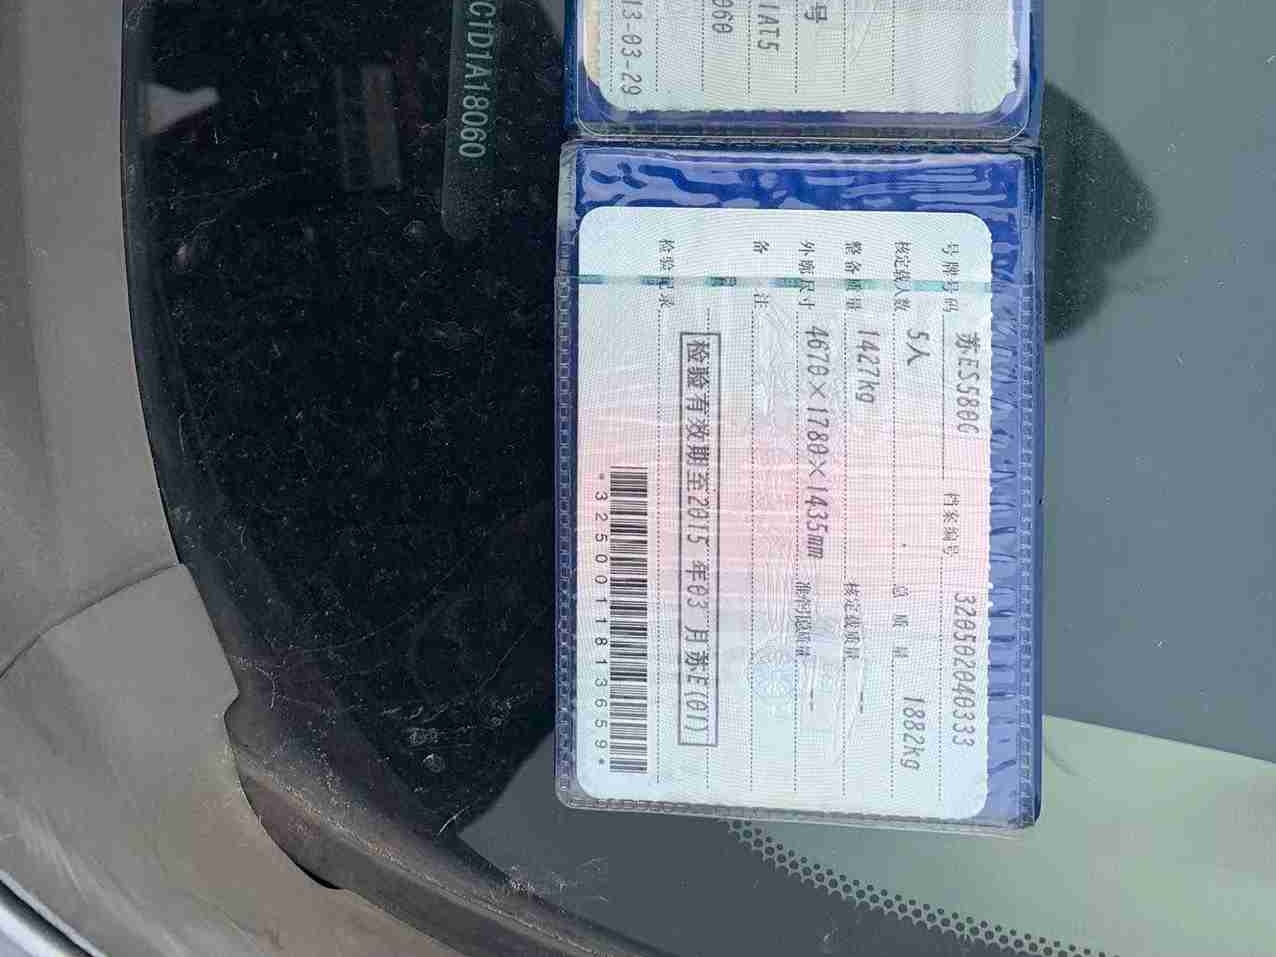 C1D1A18060
号
1AT5
060
13-03-29
号牌号码 苏ES580G 档案编号 320502040333
核定载人数 5人 总质量 1882kg
整备质量 1427kg 核定载质量 ---
外廓尺寸 4670×1780×1435mm 准牵引总质量 ---
备注
检验有效期至2015 年03 月苏E(01)
检验记录
*3250011813659*